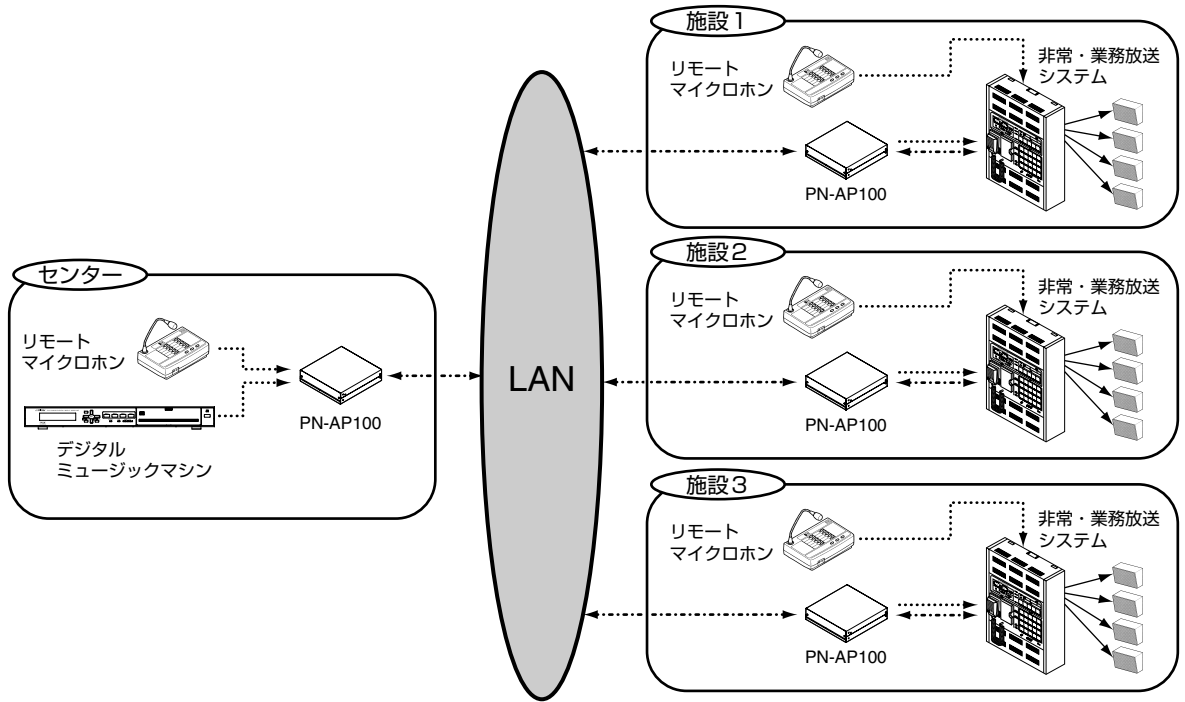 センター
リモート
マイクロホン
デジタル
ミュージックマシン
PN-AP100
LAN
施設1
リモート
マイクロホン
PN-AP100
非常・業務放送
システム
施設2
リモート
マイクロホン
PN-AP100
非常・業務放送
システム
施設3
リモート
マイクロホン
PN-AP100
非常・業務放送
システム